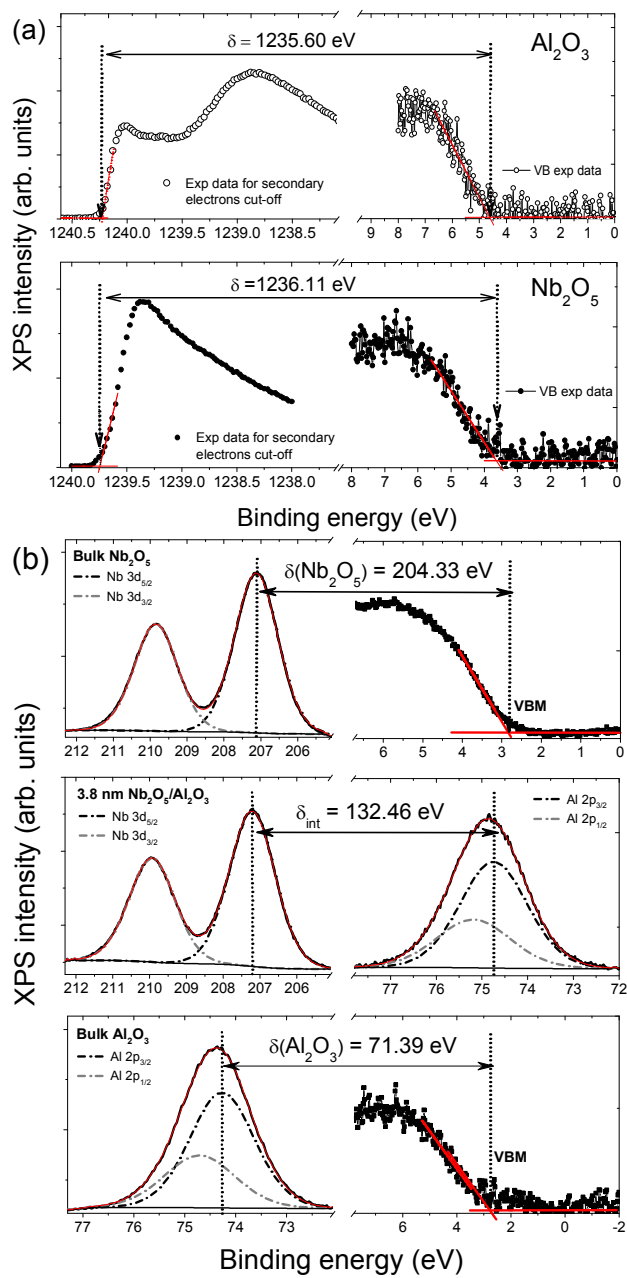 (a)
δ = 1235.60 eV
Al₂O₃
Exp data for secondary
electrons cut-off
VB exp data
1240.5 1240.0 1239.5 1239.0 1238.5 9 8 7 6 5 4 3 2 1 0
δ =1236.11 eV
Nb₂O₅
Exp data for secondary
electrons cut-off
VB exp data
1240.0 1239.5 1239.0 1238.5 1238.0 8 7 6 5 4 3 2 1 0
XPS intensity (arb. units)
Binding energy (eV)
(b)
Bulk Nb₂O₅
Nb 3d₅/₂
Nb 3d₃/₂
δ(Nb₂O₅) = 204.33 eV
VBM
212 211 210 209 208 207 206 6 5 4 3 2 1 0
3.8 nm Nb₂O₅/Al₂O₃
Nb 3d₅/₂
Nb 3d₃/₂
δint = 132.46 eV
Al 2p₃/₂
Al 2p₁/₂
212 211 210 209 208 207 206 77 76 75 74 73 72
Bulk Al₂O₃
Al 2p₃/₂
Al 2p₁/₂
δ(Al₂O₃) = 71.39 eV
VBM
77 76 75 74 73 6 4 2 0 -2
XPS intensity (arb. units)
Binding energy (eV)